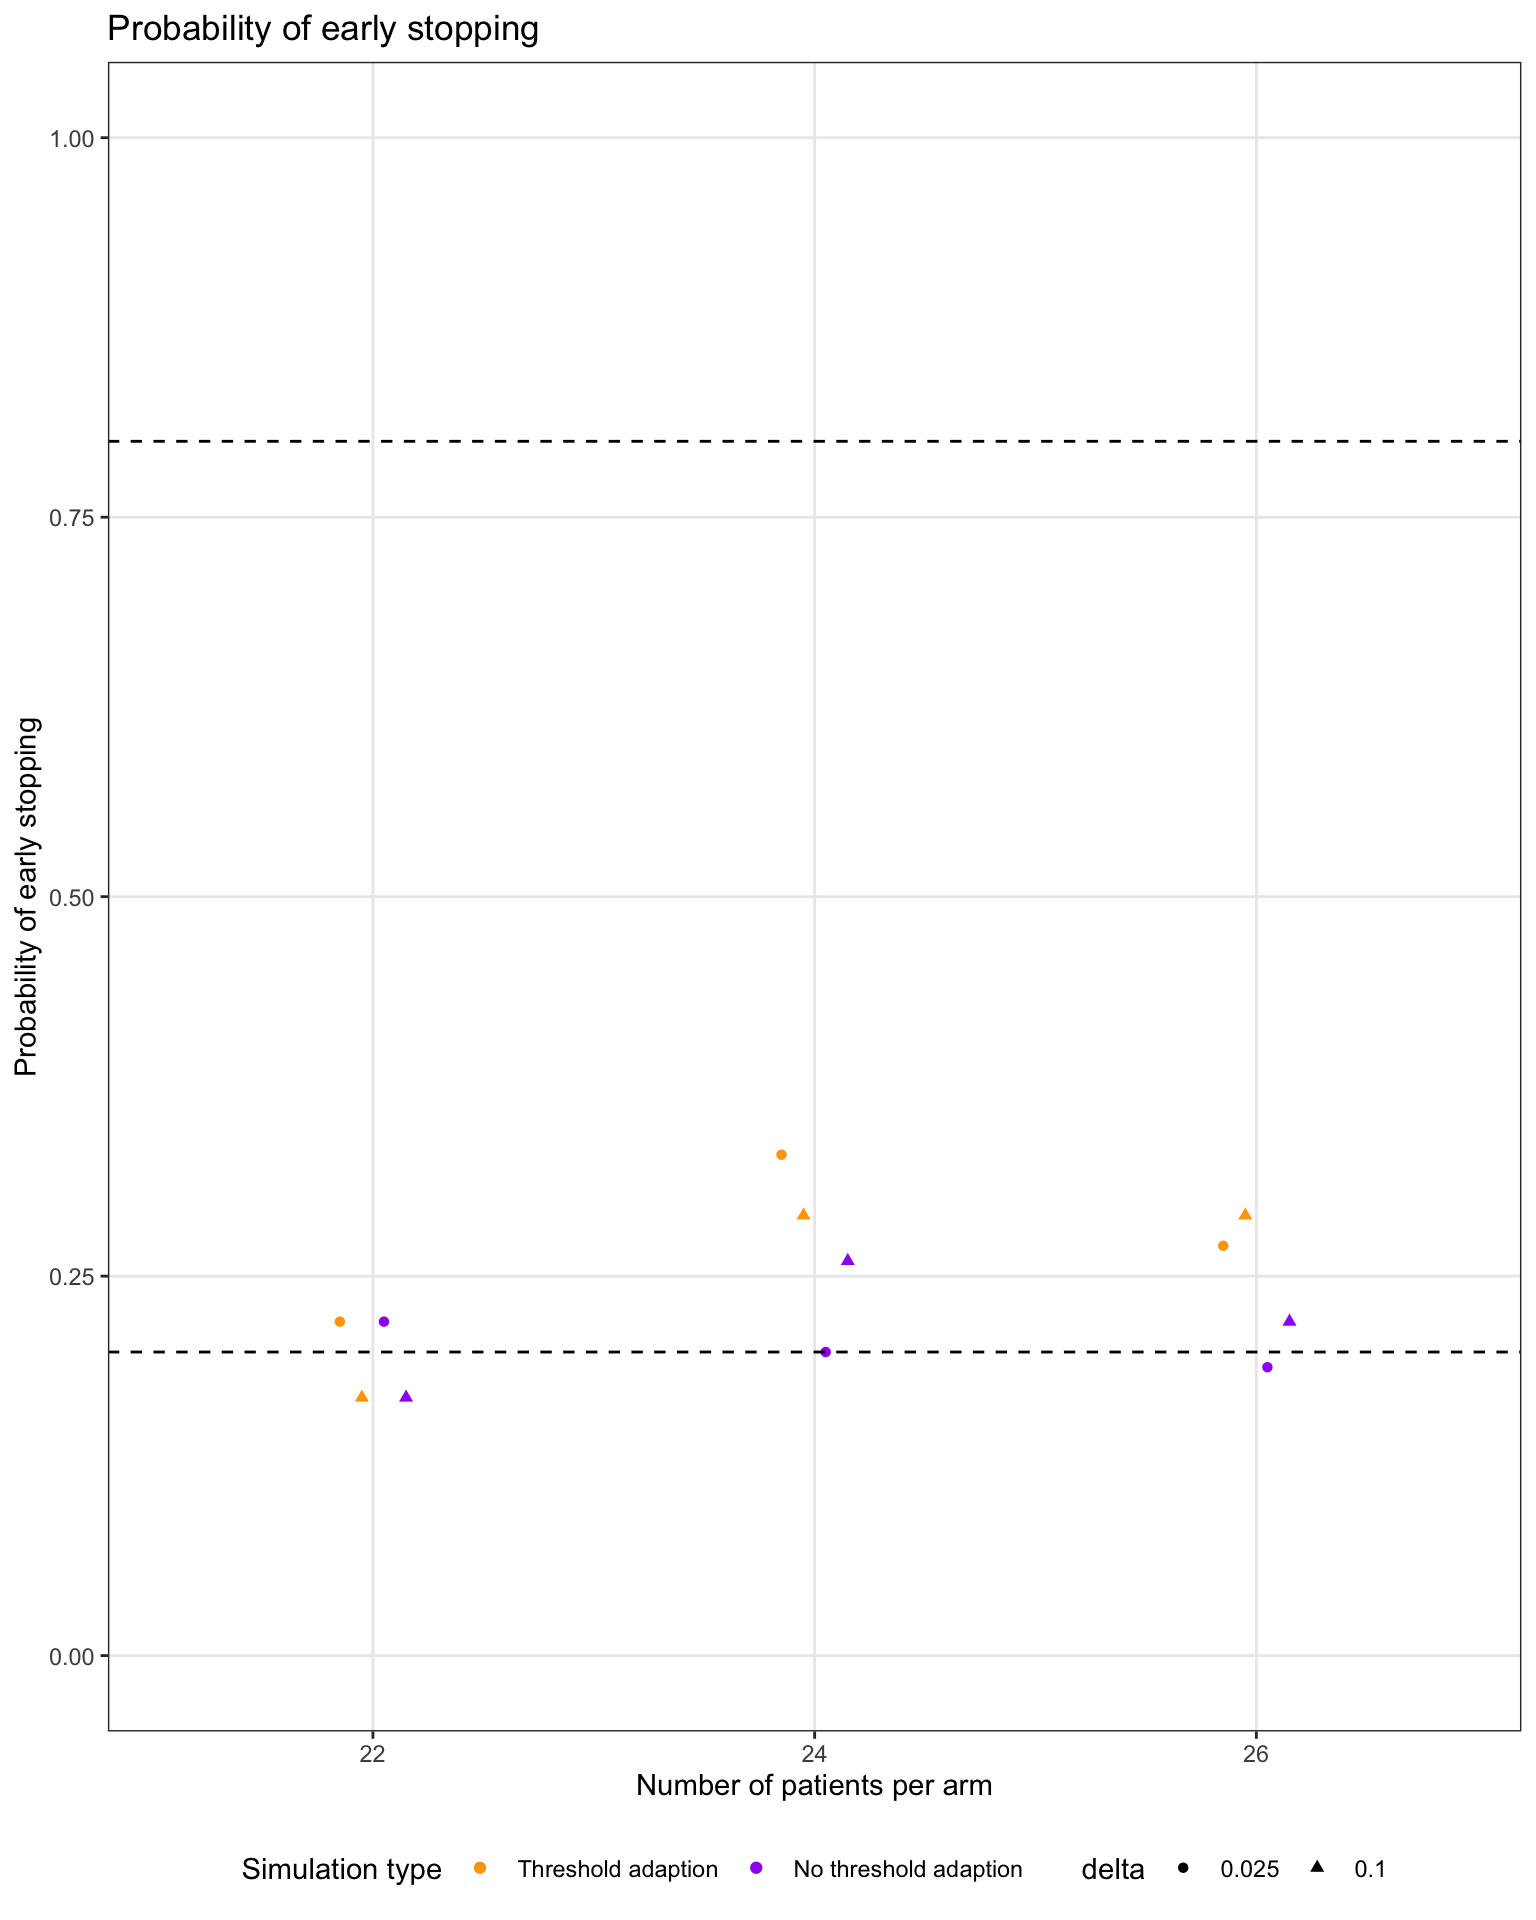 Probability of early stopping
1.00
0.75
0.50
0.25
0.00
Probability of early stopping
22 24 26
Number of patients per arm
Simulation type Threshold adaption No threshold adaption delta 0.025 0.1